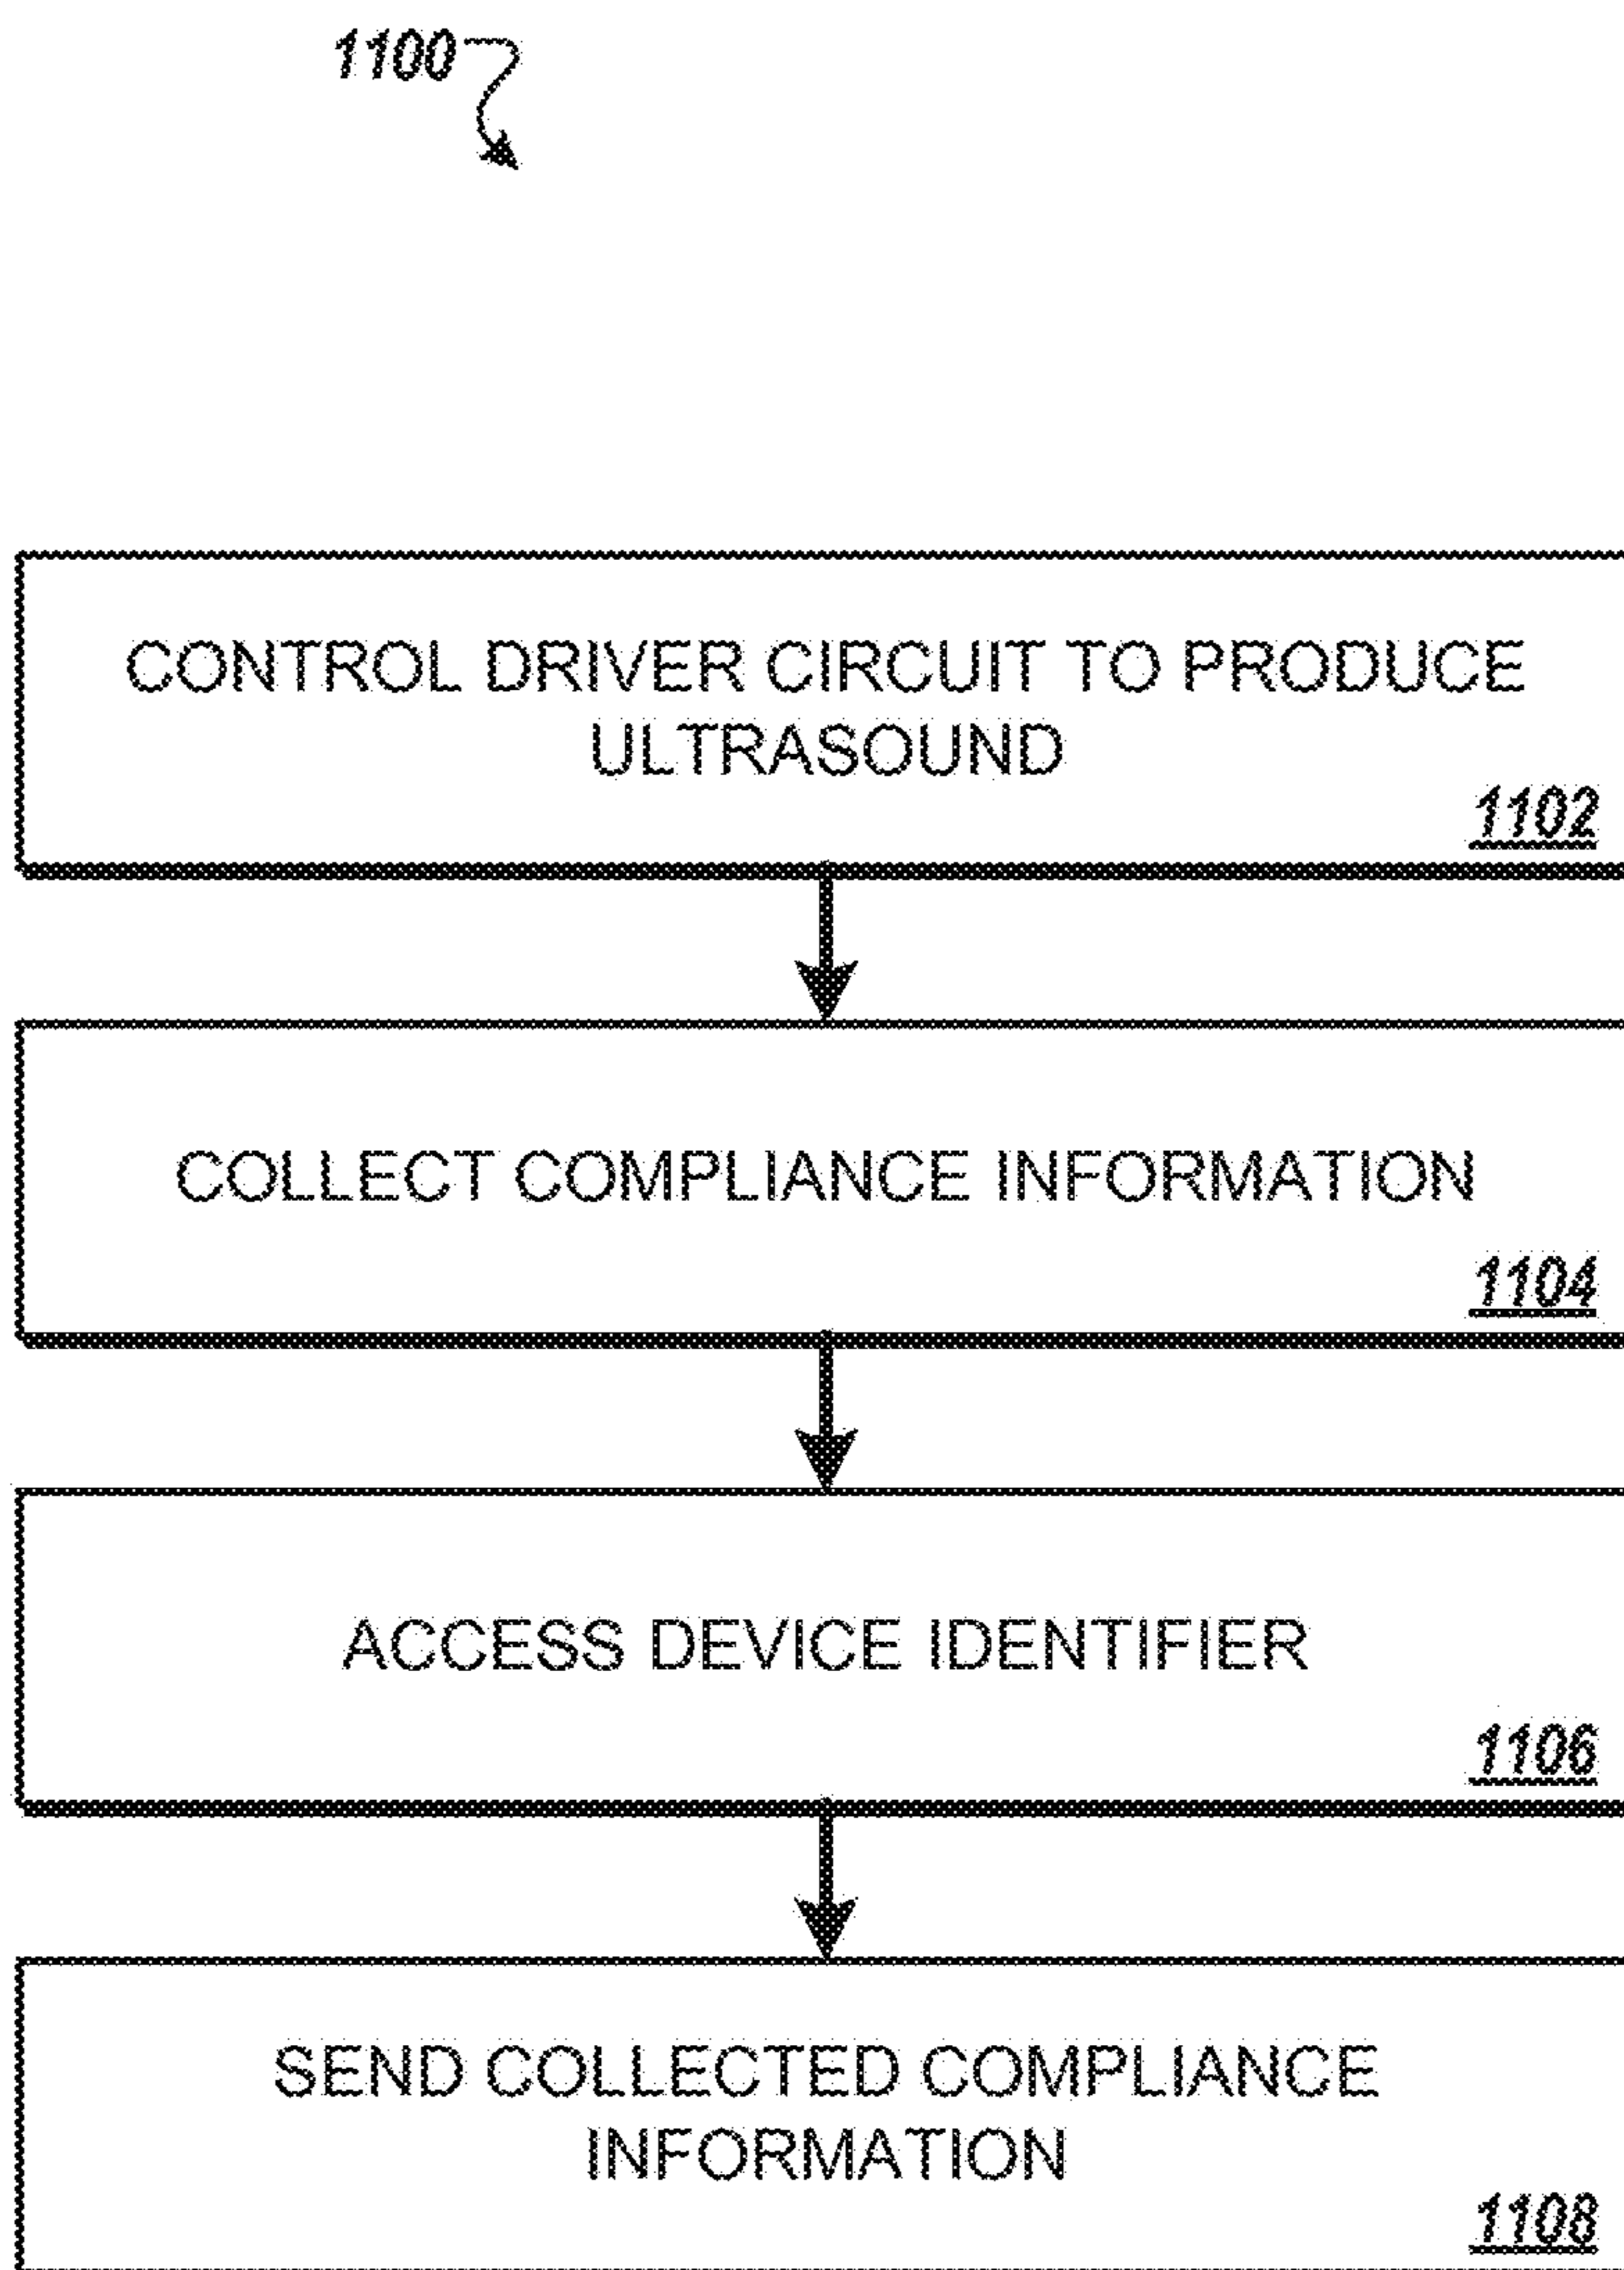 1100
CONTROL DRIVER CIRCUIT TO PRODUCE
ULTRASOUND
1102
COLLECT COMPLIANCE INFORMATION
1104
ACCESS DEVICE IDENTIFIER
1106
SEND COLLECTED COMPLIANCE
INFORMATION
1108